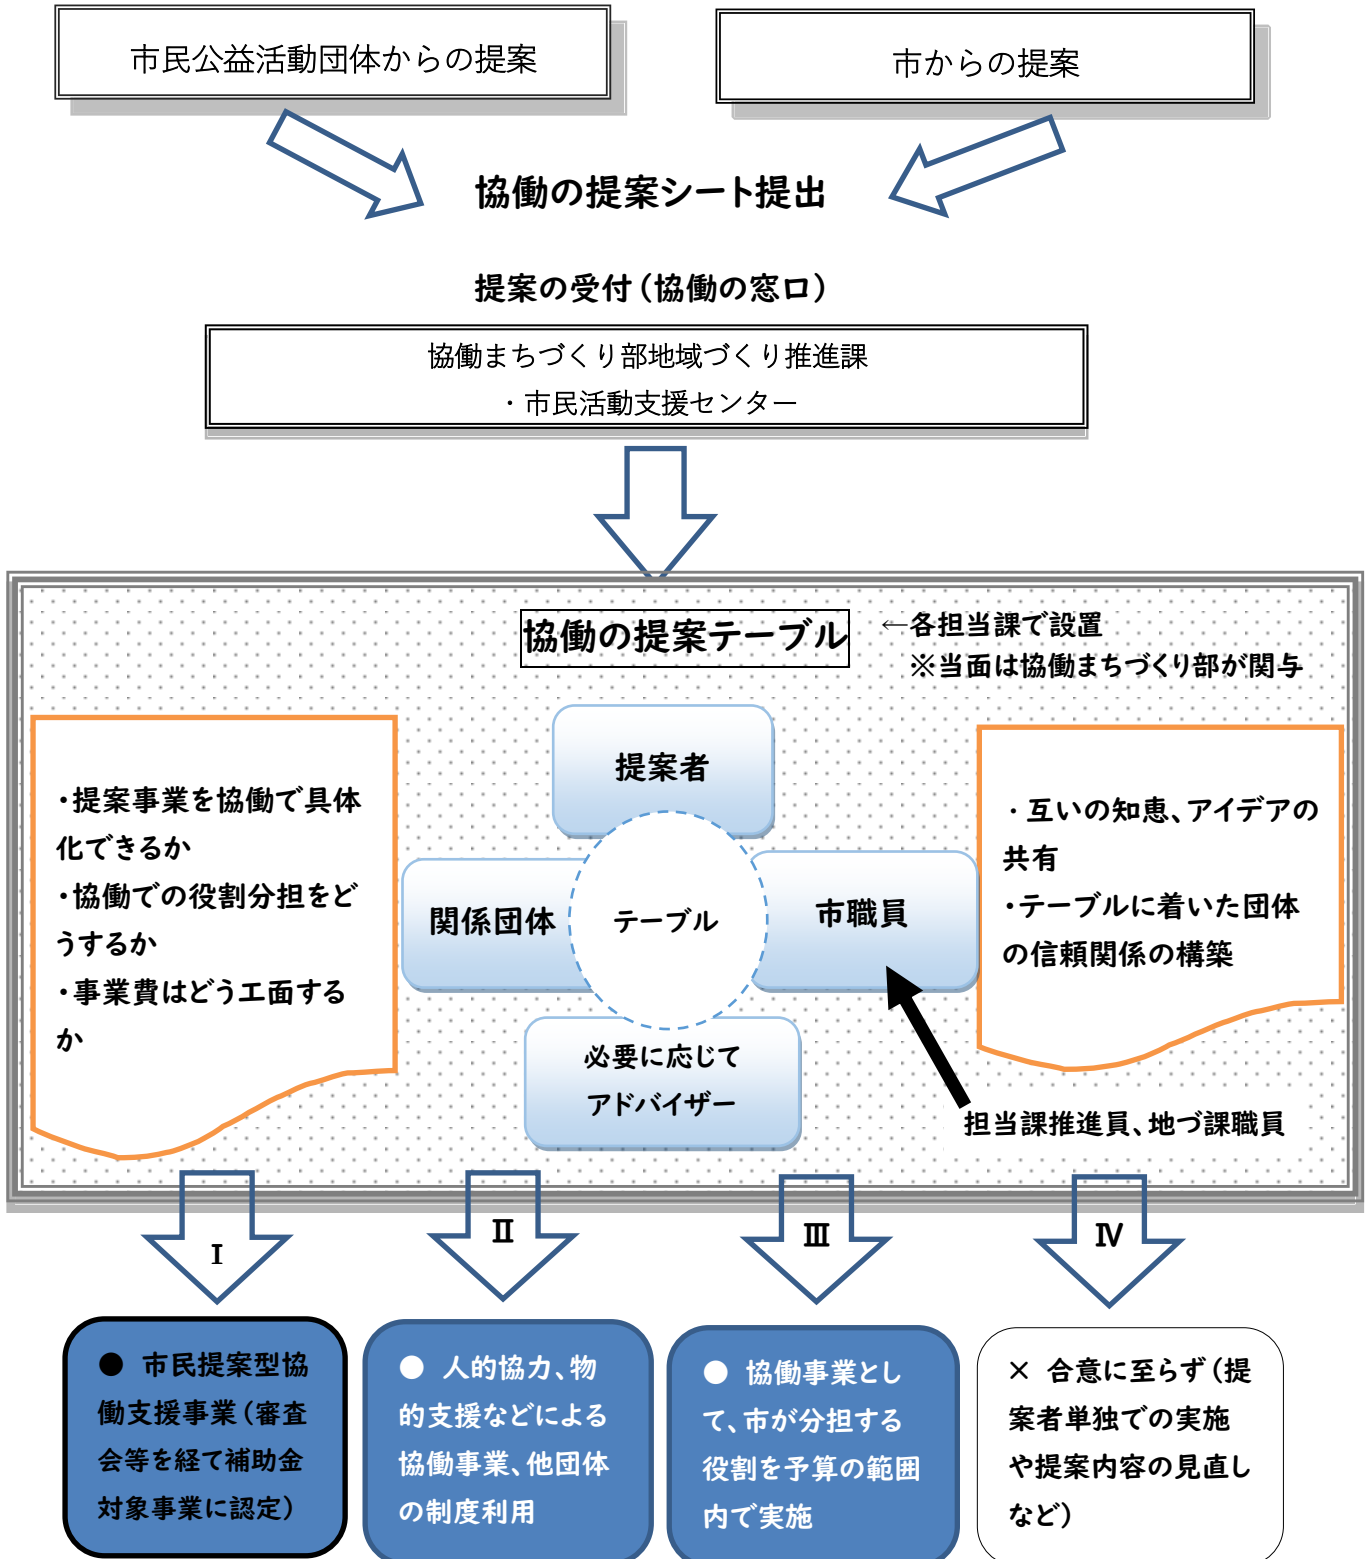 市民公益活動団体からの提案
市からの提案
協働の提案シート提出
提案の受付（協働の窓口）
協働まちづくり部地域づくり推進課
・市民活動支援センター
協働の提案テーブル
←各担当課で設置
※当面は協働まちづくり部が関与
・提案事業を協働で具体
化できるか
・協働での役割分担をど
うするか
・事業費はどう工面する
か
提案者
関係団体
テーブル
市職員
必要に応じて
アドバイザー
・互いの知恵、アイデアの
共有
・テーブルに着いた団体
の信頼関係の構築
担当課推進員、地づ課職員
Ⅰ
Ⅱ
Ⅲ
Ⅳ
● 市民提案型協
働支援事業（審査
会等を経て補助金
対象事業に認定）
● 人的協力、物
的支援などによる
協働事業、他団体
の制度利用
● 協働事業とし
て、市が分担する
役割を予算の範囲
内で実施
× 合意に至らず（提
案者単独での実施
や提案内容の見直し
など）